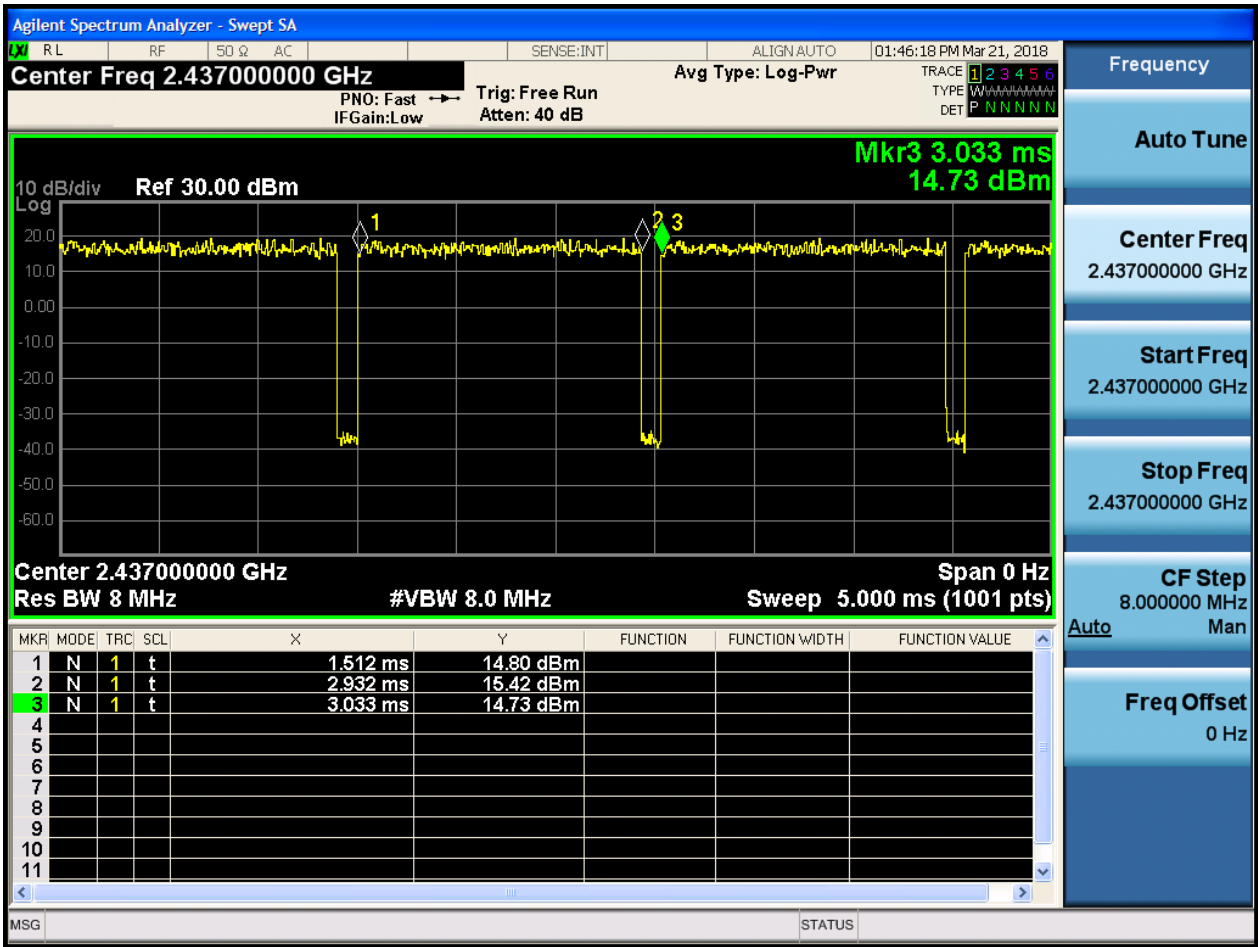 Agilent Spectrum Analyzer - Swept SA
LXI RL RF 50 Ω AC SENSE:INT ALIGN AUTO 01:46:18 PM Mar 21, 2018
Center Freq 2.437000000 GHz
PNO: Fast
IFGain:Low
Trig: Free Run
Atten: 40 dB
Avg Type: Log-Pwr
TRACE 1 2 3 4 5 6
TYPE W
DET P N N N N N
Mkr3 3.033 ms
14.73 dBm
10 dB/div Ref 30.00 dBm
Log
1
2 3
20.0
10.0
0.00
-10.0
-20.0
-30.0
-40.0
-50.0
-60.0
Center 2.437000000 GHz Span 0 Hz
Res BW 8 MHz #VBW 8.0 MHz Sweep 5.000 ms (1001 pts)
MKR MODE TRC SCL X Y FUNCTION FUNCTION WIDTH FUNCTION VALUE
1 N 1 t 1.512 ms 14.80 dBm
2 N 1 t 2.932 ms 15.42 dBm
3 N 1 t 3.033 ms 14.73 dBm
4
5
6
7
8
9
10
11
MSG STATUS
Frequency
Auto Tune
Center Freq
2.437000000 GHz
Start Freq
2.437000000 GHz
Stop Freq
2.437000000 GHz
CF Step
8.000000 MHz
Auto Man
Freq Offset
0 Hz